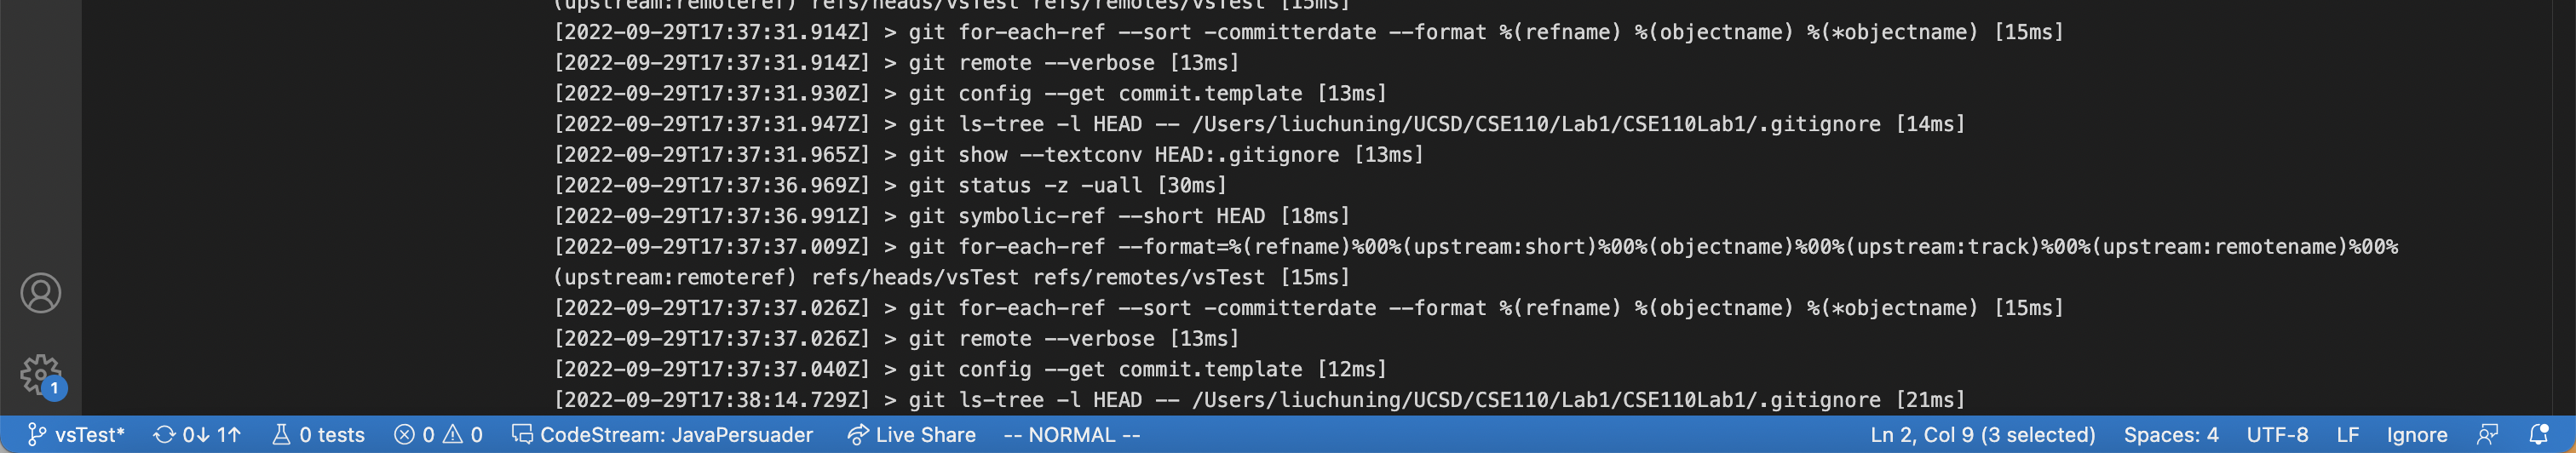 (upstream:remoteref) refs/heads/vsTest refs/remotes/vsTest [15ms]
[2022-09-29T17:37:31.914Z] > git for-each-ref --sort -committerdate --format %(refname) %(objectname) %(*objectname) [15ms]
[2022-09-29T17:37:31.914Z] > git remote --verbose [13ms]
[2022-09-29T17:37:31.930Z] > git config --get commit.template [13ms]
[2022-09-29T17:37:31.947Z] > git ls-tree -l HEAD -- /Users/liuchuning/UCSD/CSE110/Lab1/CSE110Lab1/.gitignore [14ms]
[2022-09-29T17:37:31.965Z] > git show --textconv HEAD:.gitignore [13ms]
[2022-09-29T17:37:36.969Z] > git status -z -uall [30ms]
[2022-09-29T17:37:36.991Z] > git symbolic-ref --short HEAD [18ms]
[2022-09-29T17:37:37.009Z] > git for-each-ref --format=%(refname)%00%(upstream:short)%00%(objectname)%00%(upstream:track)%00%(upstream:remotename)%00%
(upstream:remoteref) refs/heads/vsTest refs/remotes/vsTest [15ms]
[2022-09-29T17:37:37.026Z] > git for-each-ref --sort -committerdate --format %(refname) %(objectname) %(*objectname) [15ms]
[2022-09-29T17:37:37.026Z] > git remote --verbose [13ms]
[2022-09-29T17:37:37.040Z] > git config --get commit.template [12ms]
[2022-09-29T17:38:14.729Z] > git ls-tree -l HEAD -- /Users/liuchuning/UCSD/CSE110/Lab1/CSE110Lab1/.gitignore [21ms]
1
vsTest* 0↓ 1↑ 0 tests 0 0 CodeStream: JavaPersuader Live Share -- NORMAL -- Ln 2, Col 9 (3 selected) Spaces: 4 UTF-8 LF Ignore